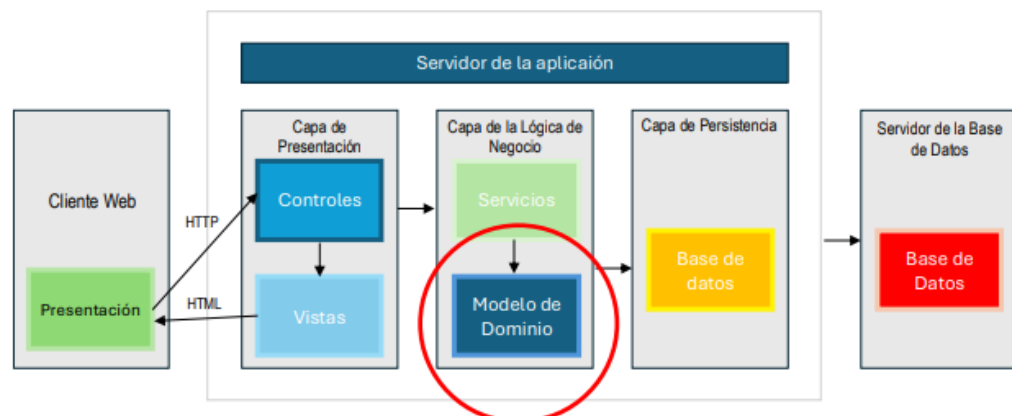 Servidor de la aplicaión
Cliente Web
Presentación
HTTP
HTML
Capa de
Presentación
Controles
Vistas
Capa de la Lógica de
Negocio
Servicios
Modelo de
Dominio
Capa de Persistencia
Base de
datos
Servidor de la Base
de Datos
Base de
Datos